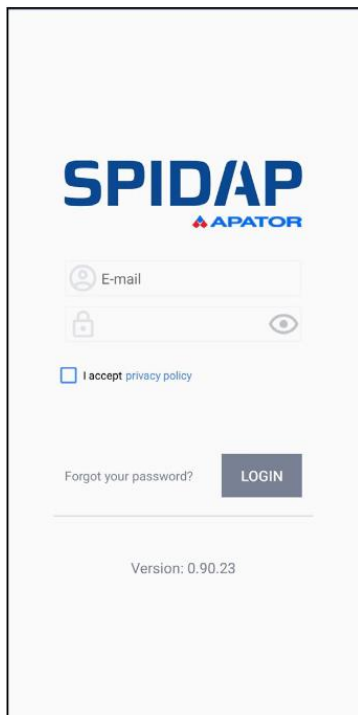 SPIDAP
APATOR
E-mail
I accept privacy policy
Forgot your password?
LOGIN
Version: 0.90.23